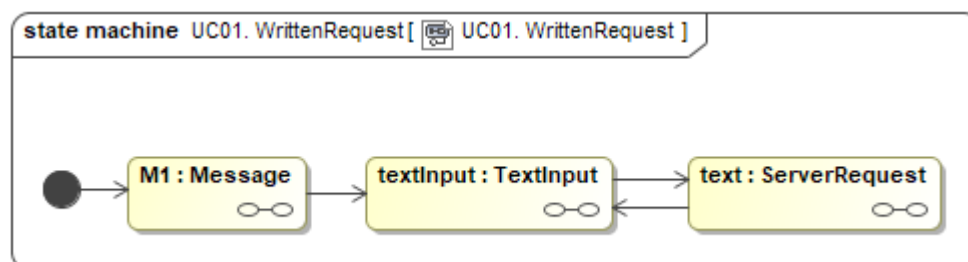 state machine UC01. WrittenRequest[ UC01. WrittenRequest ]
M1 : Message
textInput : TextInput
text : ServerRequest